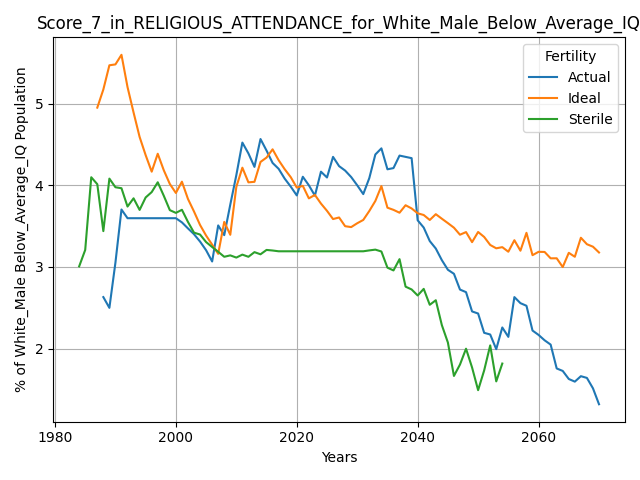 Score_7_in_RELIGIOUS_ATTENDANCE_for_White_Male_Below_Average_IQ
Fertility
Actual
Ideal
Sterile
% of White_Male Below_Average_IQ Population
5
4
3
2
1980
2000
2020
2040
2060
Years